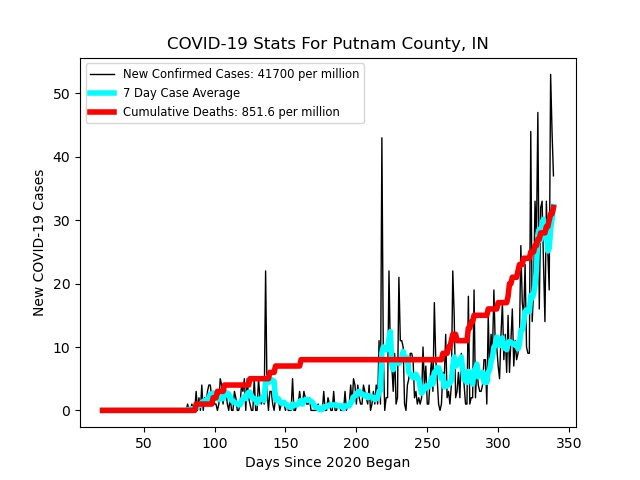 COVID-19 Stats For Putnam County, IN
New Confirmed Cases: 41700 per million
7 Day Case Average
Cumulative Deaths: 851.6 per million
New COVID-19 Cases
50
40
30
20
10
0
50 100 150 200 250 300 350
Days Since 2020 Began